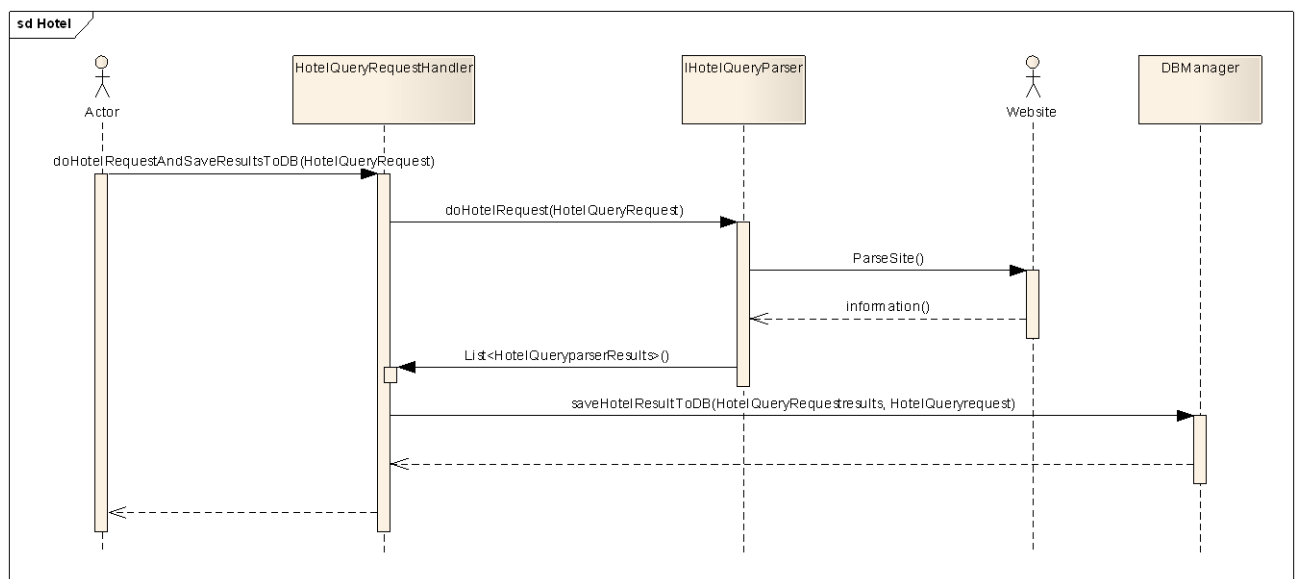 sd Hotel
HotelQueryRequestHandler
IHotelQueryParser
DBManager
Actor
Website
doHotelRequestAndSaveResultsToDB(HotelQueryRequest)
doHotelRequest(HotelQueryRequest)
ParseSite()
information()
List<HotelQueryparserResults>()
saveHotelResultToDB(HotelQueryRequestresults, HotelQueryrequest)